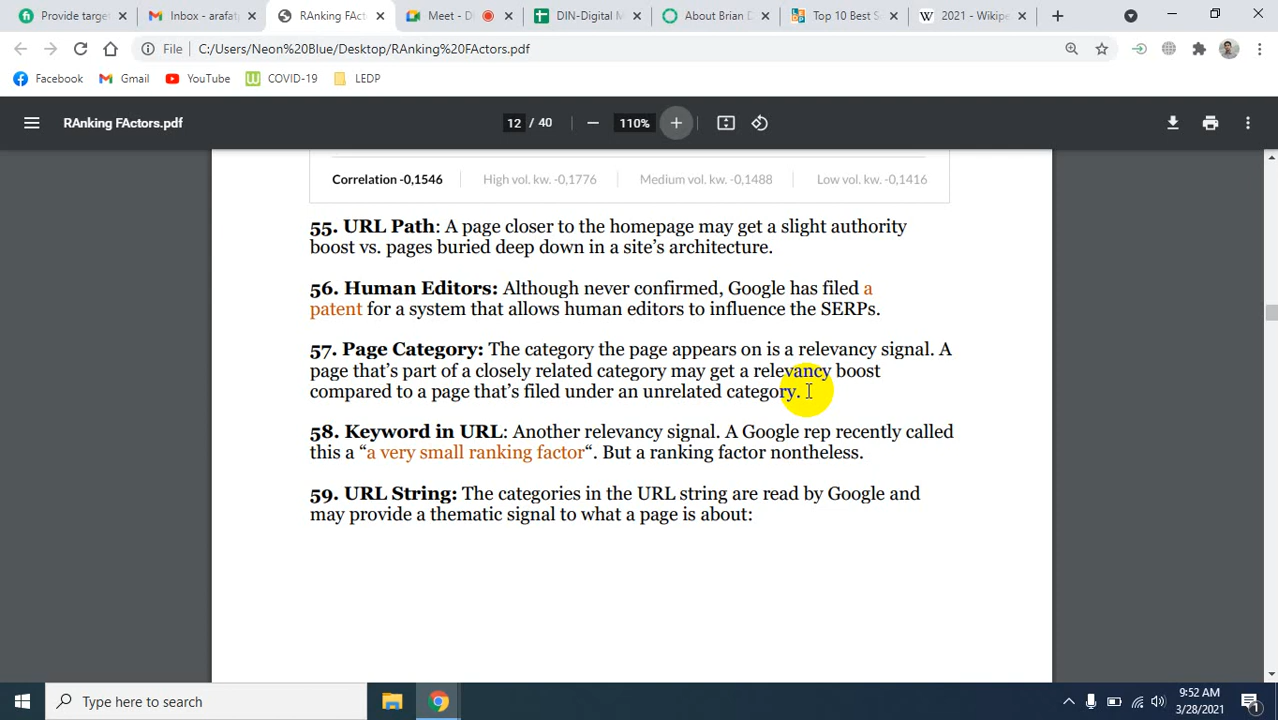 Provide targe
Inbox - arafatp
RAnking FAct
Meet - D
DIN-Digital M
About Brian D
Top 10 Best S
2021 - Wikipe
File
C:/Users/Neon%20Blue/Desktop/RAnking%20FActors.pdf
Facebook
Gmail
YouTube
COVID-19
LEDP
RAnking FActors.pdf
12 / 40
110%
Correlation -0,1546
High vol. kw. -0,1776
Medium vol. kw. -0,1488
Low vol. kw. -0,1416
55. URL Path: A page closer to the homepage may get a slight authority
boost vs. pages buried deep down in a site's architecture.
56. Human Editors: Although never confirmed, Google has filed a
patent for a system that allows human editors to influence the SERPs.
57. Page Category: The category the page appears on is a relevancy signal. A
page that's part of a closely related category may get a relevancy boost
compared to a page that's filed under an unrelated category.
58. Keyword in URL: Another relevancy signal. A Google rep recently called
this a “a very small ranking factor“. But a ranking factor nontheless.
59. URL String: The categories in the URL string are read by Google and
may provide a thematic signal to what a page is about:
Type here to search
9:52 AM
3/28/2021